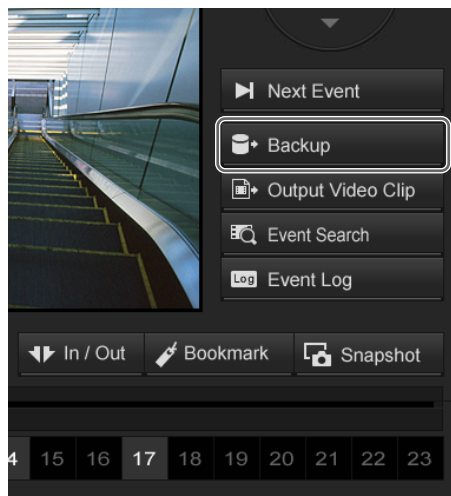 Next Event
Backup
Output Video Clip
Event Search
Log Event Log
In / Out Bookmark Snapshot
4 15 16 17 18 19 20 21 22 23